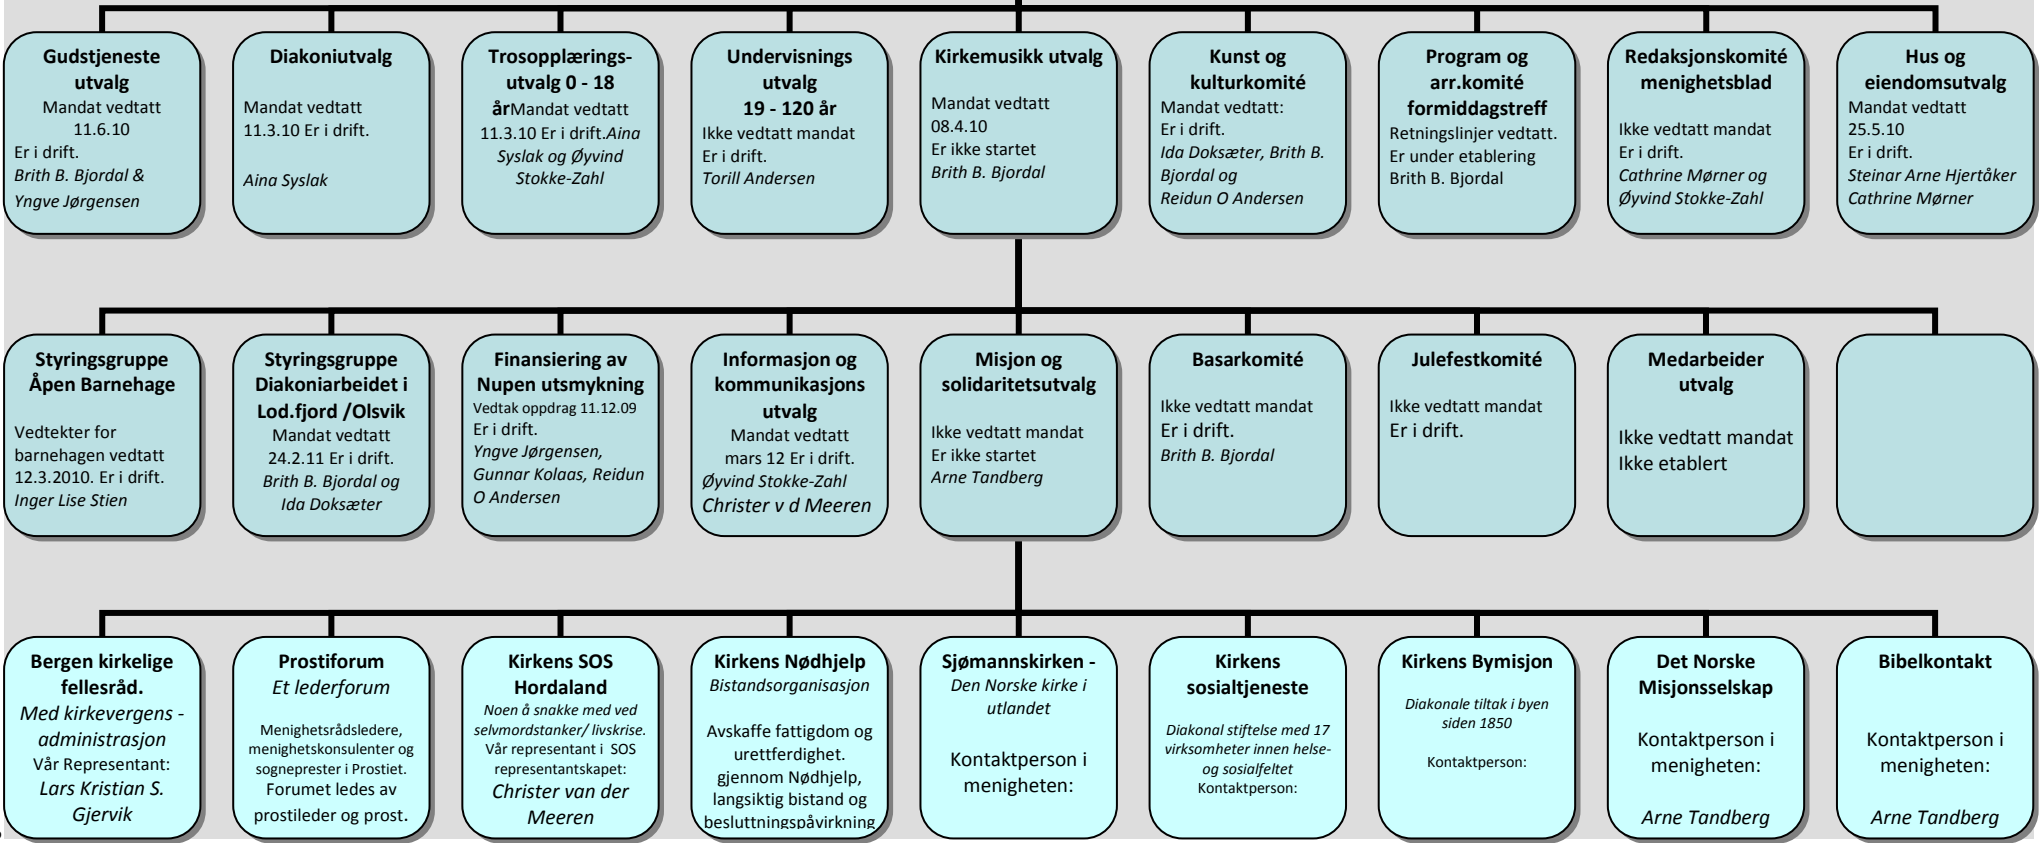 Gudstjeneste
utvalg
Mandat vedtatt
11.6.10
Er i drift.
Brith B. Bjordal &
Yngve Jørgensen
Diakoniutvalg
Mandat vedtatt
11.3.10 Er i drift.
Aina Syslak
Trosopplærings-
utvalg 0 - 18
årMandat vedtatt
11.3.10 Er i drift.Aina
Syslak og Øyvind
Stokke-Zahl
Undervisnings
utvalg
19 - 120 år
Ikke vedtatt mandat
Er i drift.
Torill Andersen
Kirkemusikk utvalg
Mandat vedtatt
08.4.10
Er ikke startet
Brith B. Bjordal
Kunst og
kulturkomité
Mandat vedtatt:
Er i drift.
Ida Doksæter, Brith B.
Bjordal og
Reidun O Andersen
Program og
arr.komité
formiddagstreff
Retningslinjer vedtatt.
Er under etablering
Brith B. Bjordal
Redaksjonskomité
menighetsblad
Ikke vedtatt mandat
Er i drift.
Cathrine Mørner og
Øyvind Stokke-Zahl
Hus og
eiendomsutvalg
Mandat vedtatt
25.5.10
Er i drift.
Steinar Arne Hjertåker
Cathrine Mørner
Styringsgruppe
Åpen Barnehage
Vedtekter for
barnehagen vedtatt
12.3.2010. Er i drift.
Inger Lise Stien
Styringsgruppe
Diakoniarbeidet i
Lod.fjord /Olsvik
Mandat vedtatt
24.2.11 Er i drift.
Brith B. Bjordal og
Ida Doksæter
Finansiering av
Nupen utsmykning
Vedtak oppdrag 11.12.09
Er i drift.
Yngve Jørgensen,
Gunnar Kolaas, Reidun
O Andersen
Informasjon og
kommunikasjons
utvalg
Mandat vedtatt
mars 12 Er i drift.
Øyvind Stokke-Zahl
Christer v d Meeren
Misjon og
solidaritetsutvalg
Ikke vedtatt mandat
Er ikke startet
Arne Tandberg
Basarkomité
Ikke vedtatt mandat
Er i drift.
Brith B. Bjordal
Julefestkomité
Ikke vedtatt mandat
Er i drift.
Medarbeider
utvalg
Ikke vedtatt mandat
Ikke etablert
Bergen kirkelige
fellesråd.
Med kirkevergens -
administrasjon
Vår Representant:
Lars Kristian S.
Gjervik
Prostiforum
Et lederforum
Menighetsrådsledere,
menighetskonsulenter og
sogneprester i Prostiet.
Forumet ledes av
prostileder og prost.
Kirkens SOS
Hordaland
Noen å snakke med ved
selvmordstanker/ livskrise.
Vår representant i SOS
representantskapet:
Christer van der
Meeren
Kirkens Nødhjelp
Bistandsorganisasjon
Avskaffe fattigdom og
urettferdighet.
gjennom Nødhjelp,
langsiktig bistand og
besluttningspåvirkning
Sjømannskirken -
Den Norske kirke i
utlandet
Kontaktperson i
menigheten:
Kirkens
sosialtjeneste
Diakonal stiftelse med 17
virksomheter innen helse-
og sosialfeltet
Kontaktperson:
Kirkens Bymisjon
Diakonale tiltak i byen
siden 1850
Kontaktperson:
Det Norske
Misjonsselskap
Kontaktperson i
menigheten:
Arne Tandberg
Bibelkontakt
Kontaktperson i
menigheten:
Arne Tandberg